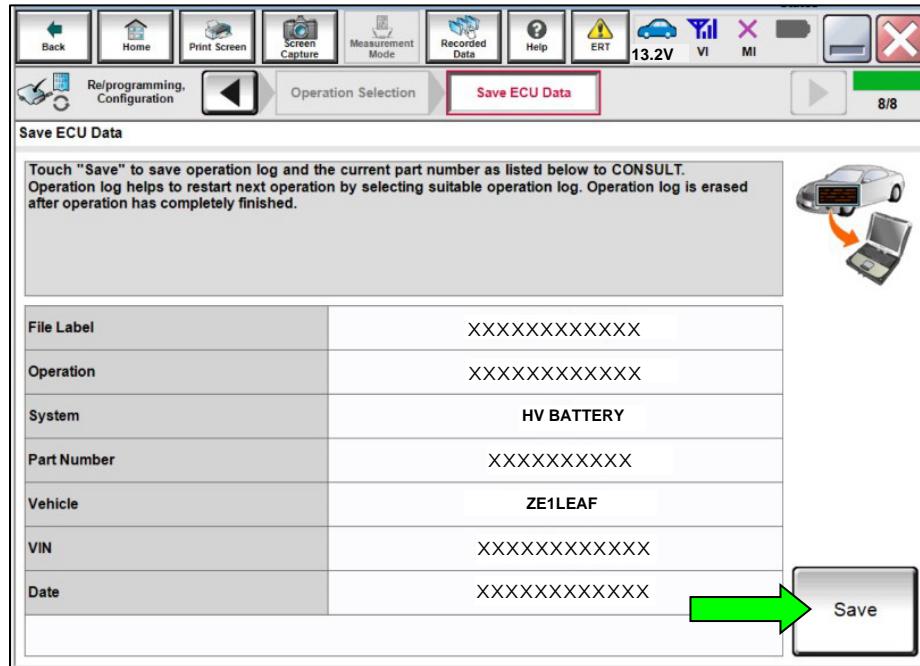 Back
Home
Print Screen
Screen
Capture
Measurement
Mode
Recorded
Data
Help
ERT
13.2V
VI
MI
Re/programming,
Configuration
Operation Selection
Save ECU Data
8/8
Save ECU Data
Touch "Save" to save operation log and the current part number as listed below to CONSULT.
Operation log helps to restart next operation by selecting suitable operation log. Operation log is erased
after operation has completely finished.
File Label XXXXXXXXXXXX
Operation XXXXXXXXXXXX
System HV BATTERY
Part Number XXXXXXXXXX
Vehicle ZE1LEAF
VIN XXXXXXXXXXXX
Date XXXXXXXXXXXX
Save